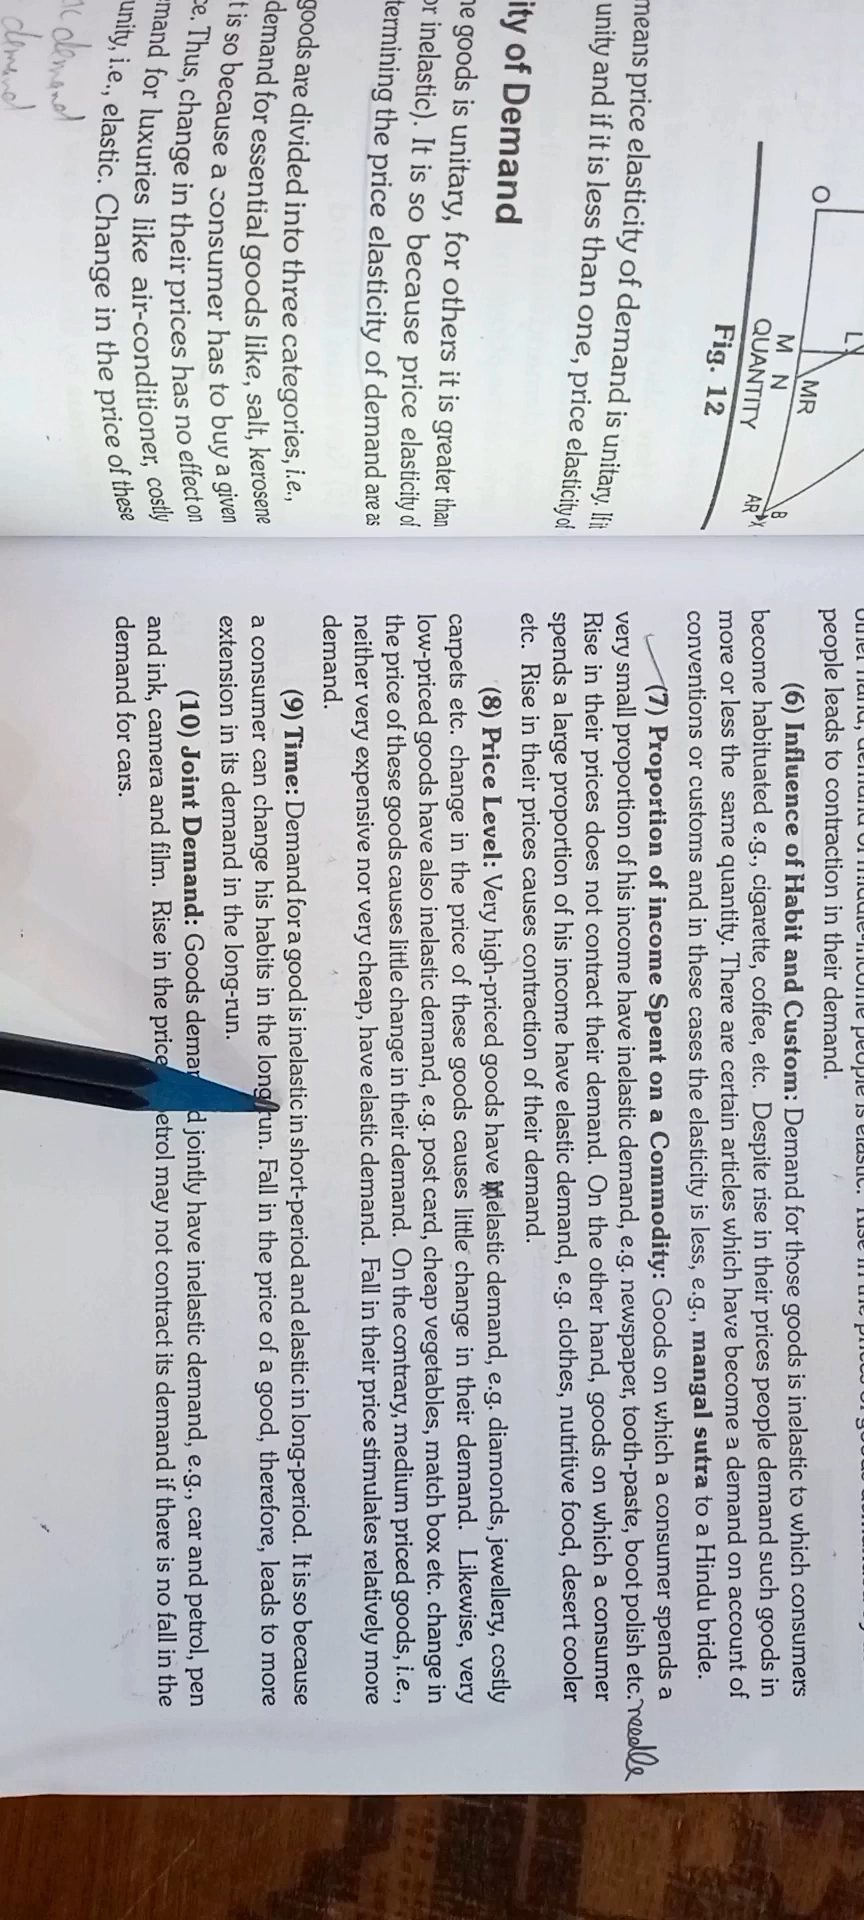 O
L
MR
M N
QUANTITY
B
AR
X
Fig. 12
means price elasticity of demand is unitary. If it
unity and if it is less than one, price elasticity of
ity of Demand
goods is unitary, for others it is greater than
or inelastic). It is so because price elasticity of
termining the price elasticity of demand are as
goods are divided into three categories, i.e.,
demand for essential goods like, salt, kerosene
t is so because a consumer has to buy a given
ce. Thus, change in their prices has no effect on
mand for luxuries like air-conditioner, costly
unity, i.e., elastic. Change in the price of these
demand
demand
people leads to contraction in their demand.
(6) Influence of Habit and Custom: Demand for those goods is inelastic to which consumers
become habituated e.g., cigarette, coffee, etc. Despite rise in their prices people demand such goods in
more or less the same quantity. There are certain articles which have become a demand on account of
conventions or customs and in these cases the elasticity is less, e.g., mangal sutra to a Hindu bride.
(7) Proportion of income Spent on a Commodity: Goods on which a consumer spends a
very small proportion of his income have inelastic demand, e.g. newspaper, tooth-paste, boot polish etc. needle
Rise in their prices does not contract their demand. On the other hand, goods on which a consumer
spends a large proportion of his income have elastic demand, e.g. clothes, nutritive food, desert cooler
etc. Rise in their prices causes contraction of their demand.
(8) Price Level: Very high-priced goods have inelastic demand, e.g. diamonds, jewellery, costly
carpets etc. change in the price of these goods causes little change in their demand. Likewise, very
low-priced goods have also inelastic demand, e.g. post card, cheap vegetables, match box etc. change in
the price of these goods causes little change in their demand. On the contrary, medium priced goods, i.e.,
neither very expensive nor very cheap, have elastic demand. Fall in their price stimulates relatively more
demand.
(9) Time: Demand for a good is inelastic in short-period and elastic in long-period. It is so because
a consumer can change his habits in the long run. Fall in the price of a good, therefore, leads to more
extension in its demand in the long-run.
(10) Joint Demand: Goods demanded jointly have inelastic demand, e.g., car and petrol, pen
and ink, camera and film. Rise in the price petrol may not contract its demand if there is no fall in the
demand for cars.